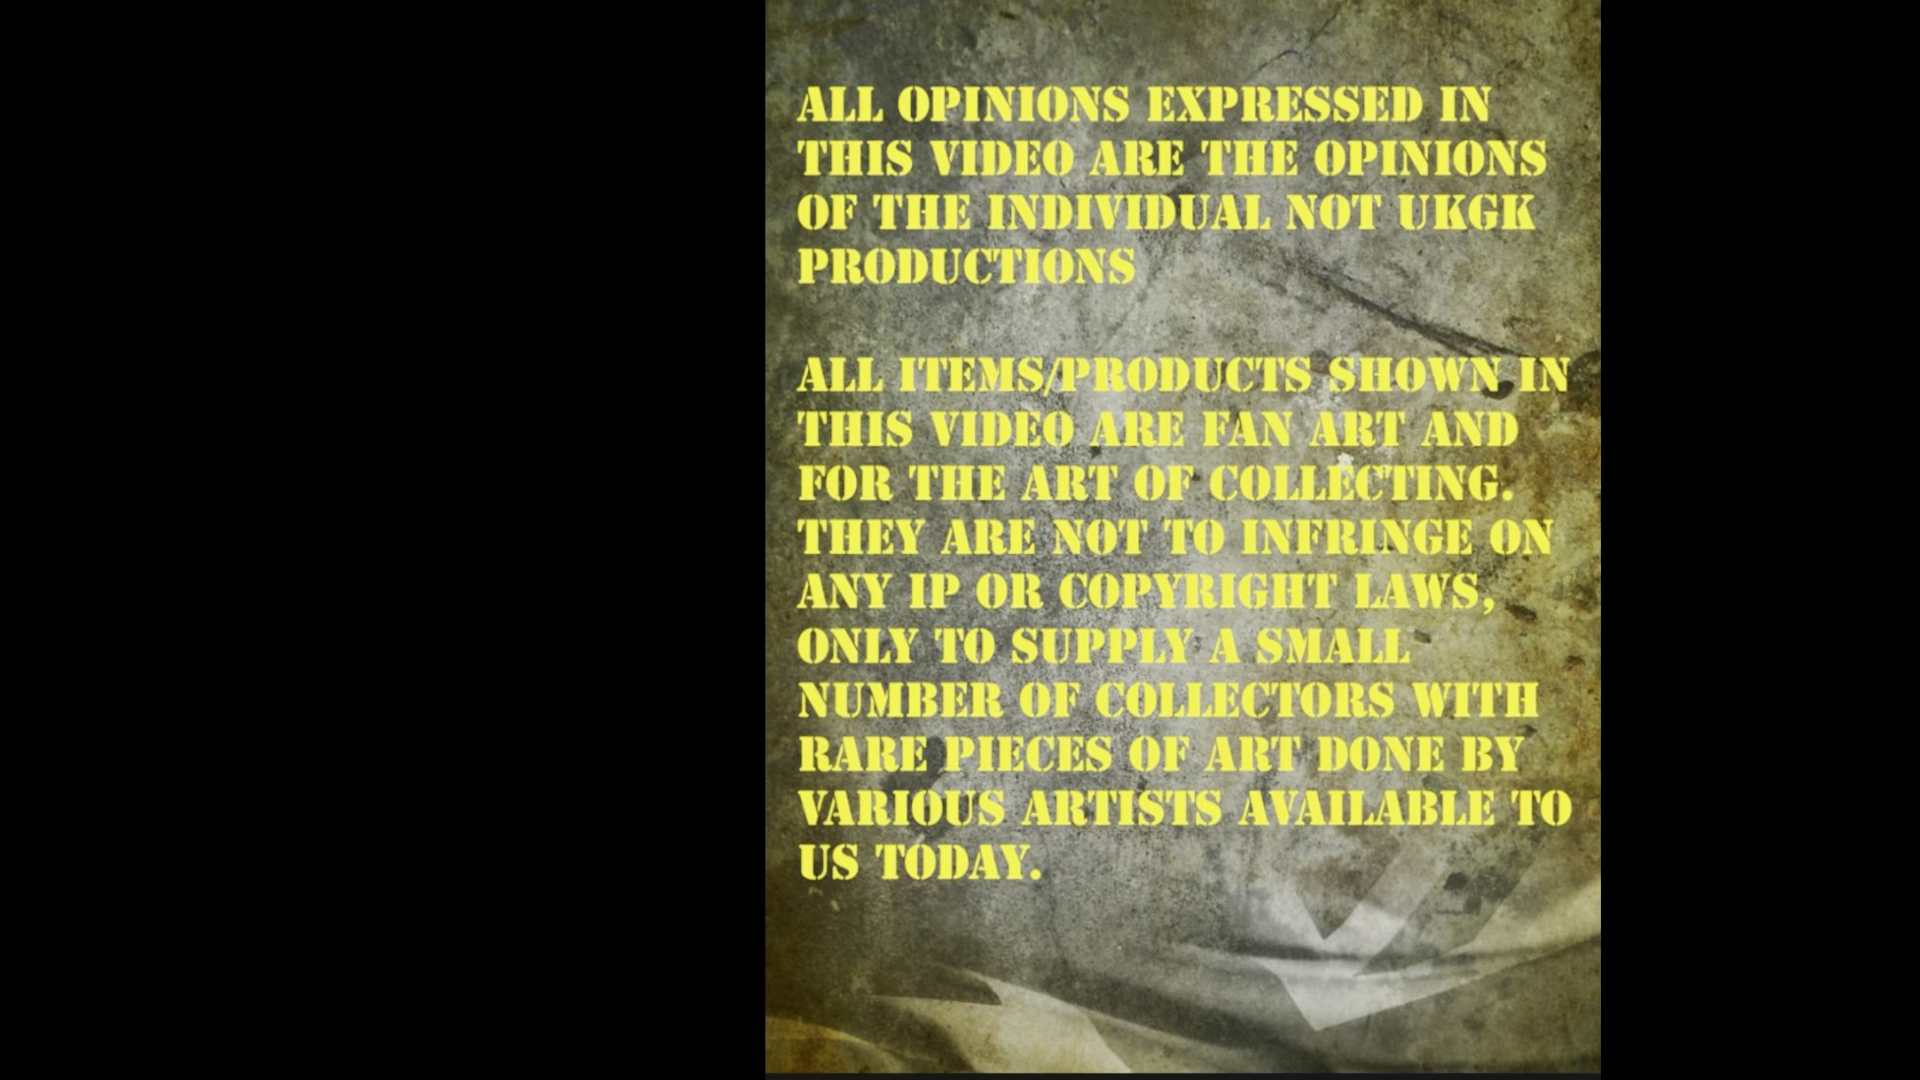 ALL OPINIONS EXPRESSED IN
THIS VIDEO ARE THE OPINIONS
OF THE INDIVIDUAL NOT UKGK
PRODUCTIONS
ALL ITEMS/PRODUCTS SHOWN IN
THIS VIDEO ARE FAN ART AND
FOR THE ART OF COLLECTING.
THEY ARE NOT TO INFRINGE ON
ANY IP OR COPYRIGHT LAWS,
ONLY TO SUPPLY A SMALL
NUMBER OF COLLECTORS WITH
RARE PIECES OF ART DONE BY
VARIOUS ARTISTS AVAILABLE TO
US TODAY.